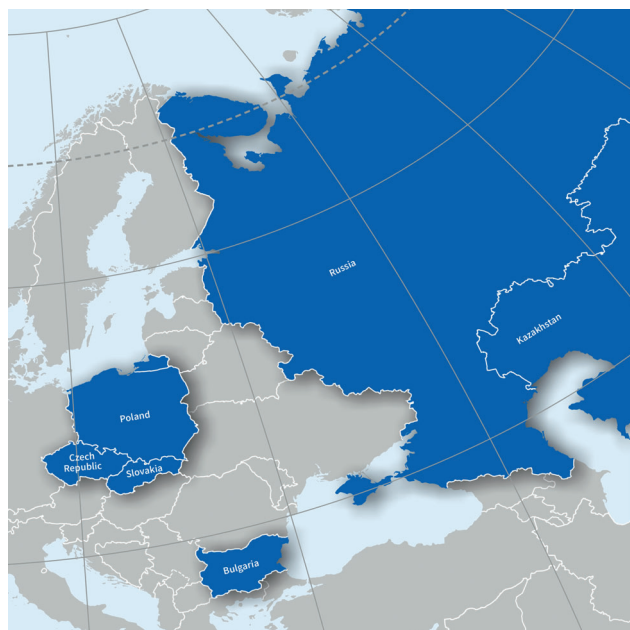 Russia
Kazakhstan
Poland
Czech
Republic
Slovakia
Bulgaria